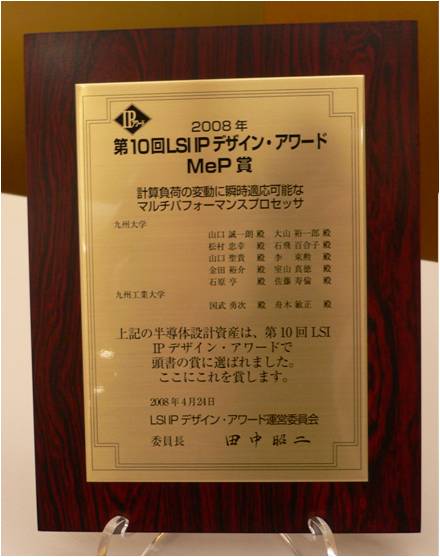 IP
アワード
2008年
第10回LSI IPデザイン・アワード
MeP賞
計算負荷の変動に瞬時適応可能な
マルチパフォーマンスプロセッサ
九州大学
山口 誠一朗 殿 大山 裕一郎 殿
松村 忠幸 殿 石飛 百合子 殿
山口 聖貴 殿 李 東勲 殿
金田 裕介 殿 室山 真徳 殿
石原 亨 殿 佐藤 寿倫 殿
九州工業大学
国武 勇次 殿 舟木 敏正 殿
上記の半導体設計資産は、第10回LSI
IPデザイン・アワードで
頭書の賞に選ばれました。
ここにこれを賞します。
2008年4月24日
LSI IPデザイン・アワード運営委員会
委員長 田中昭二